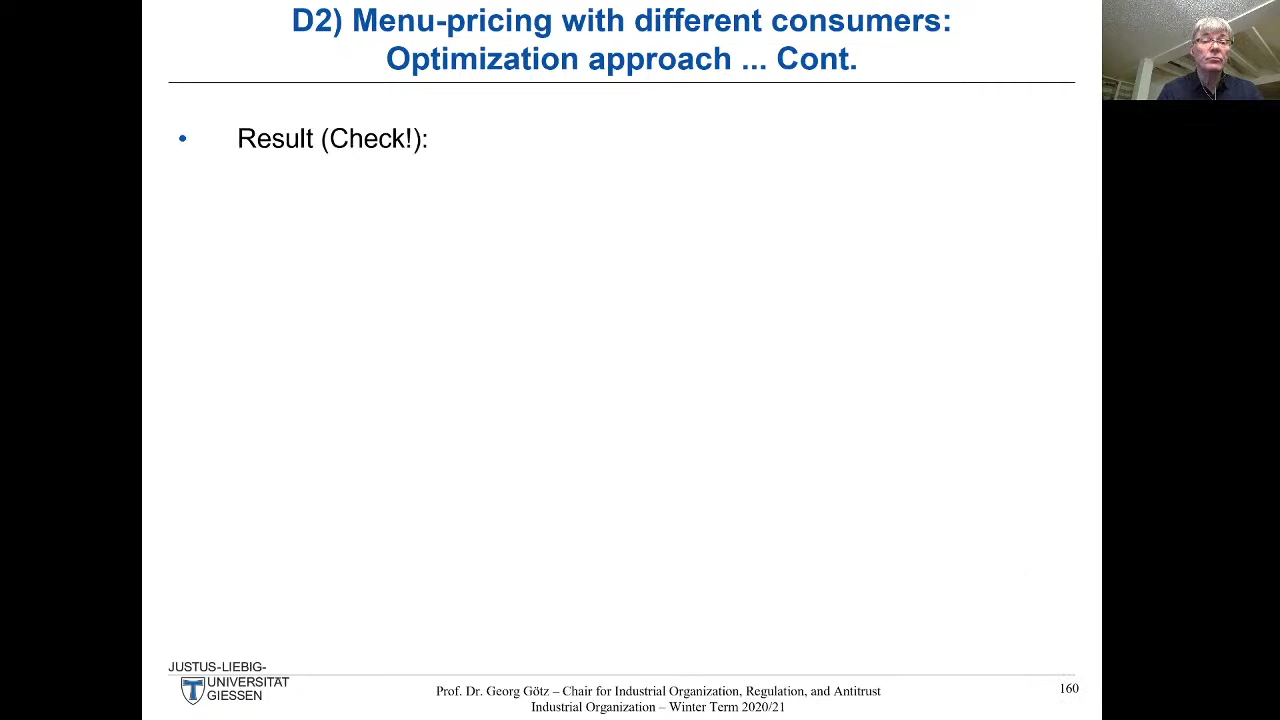 D2) Menu-pricing with different consumers:
Optimization approach ... Cont.
• Result (Check!):
JUSTUS-LIEBIG-
UNIVERSITÄT
GIESSEN
Prof. Dr. Georg Götz – Chair for Industrial Organization, Regulation, and Antitrust
Industrial Organization – Winter Term 2020/21
160